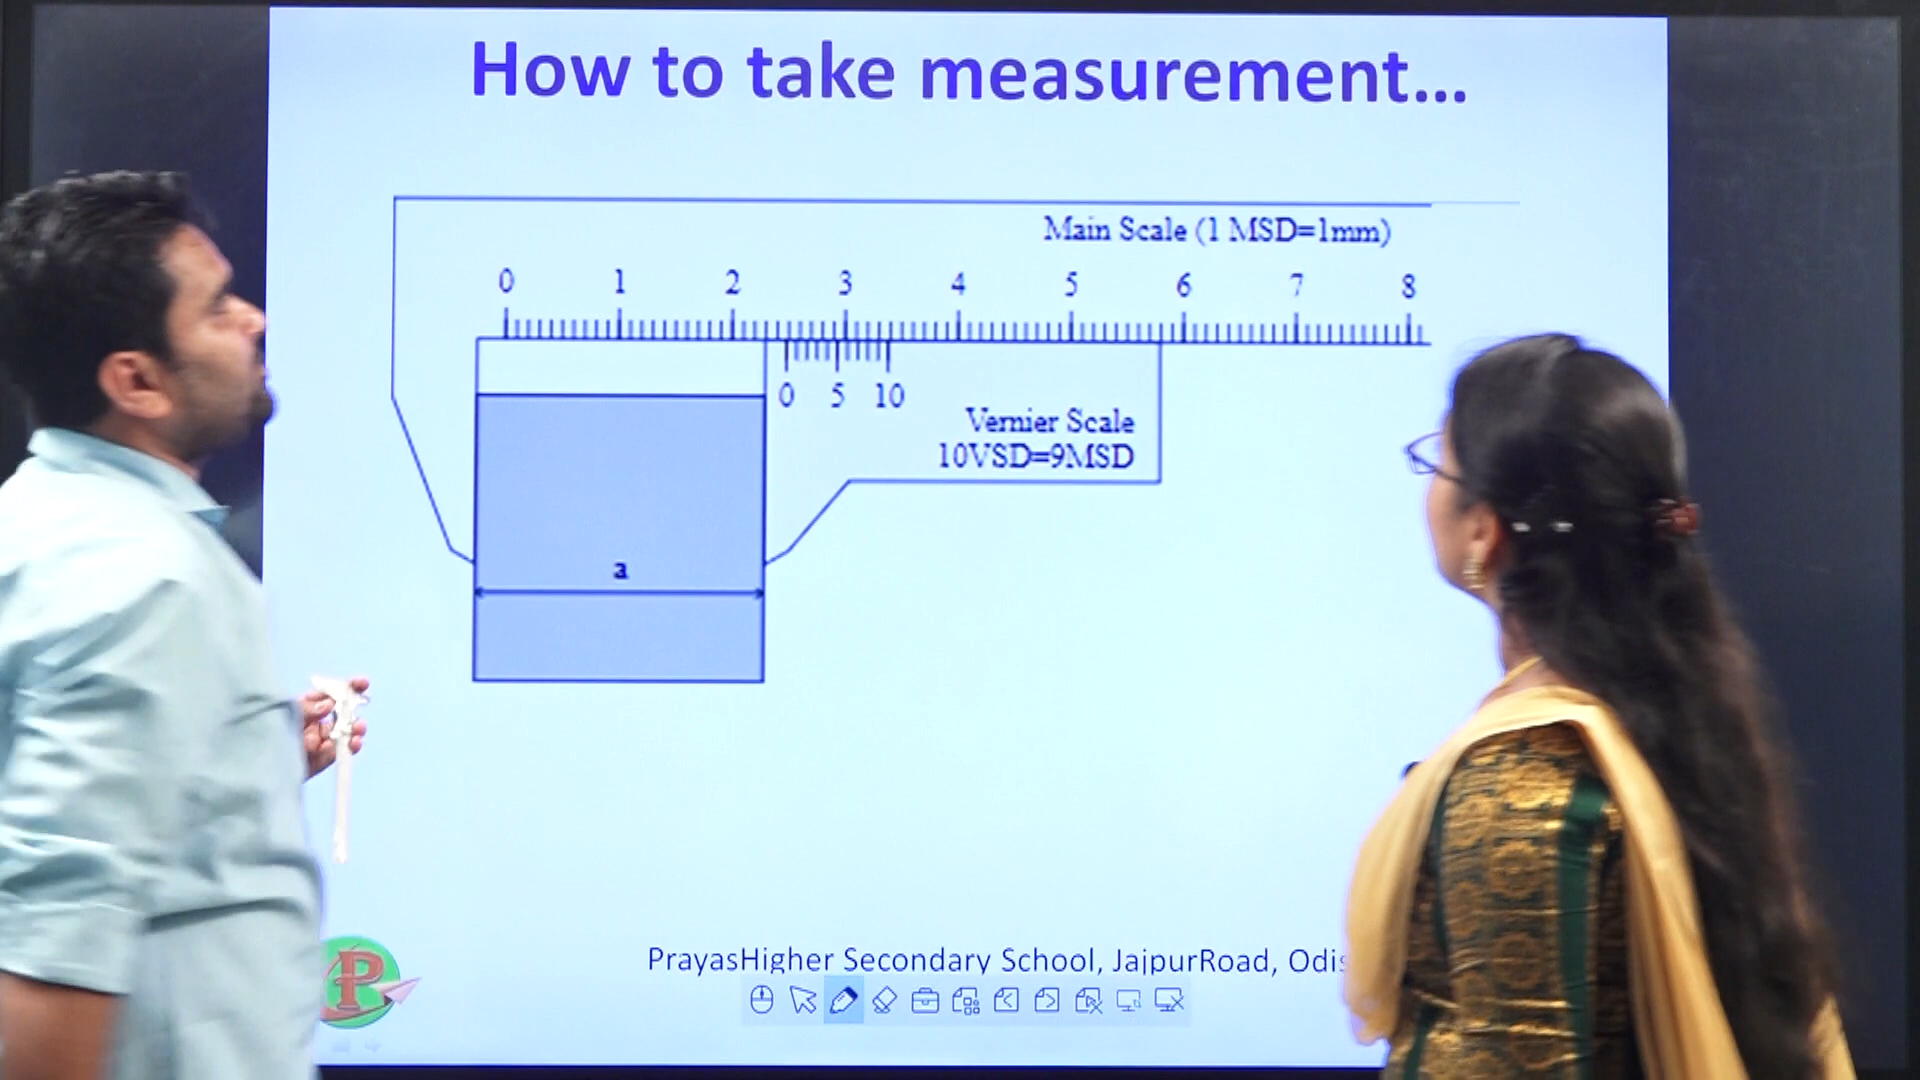 How to take measurement...
Main Scale (1 MSD=1mm)
0 1 2 3 4 5 6 7 8
0 5 10
Vernier Scale
10VSD=9MSD
a
PrayasHigher Secondary School, JajpurRoad, Odis
P